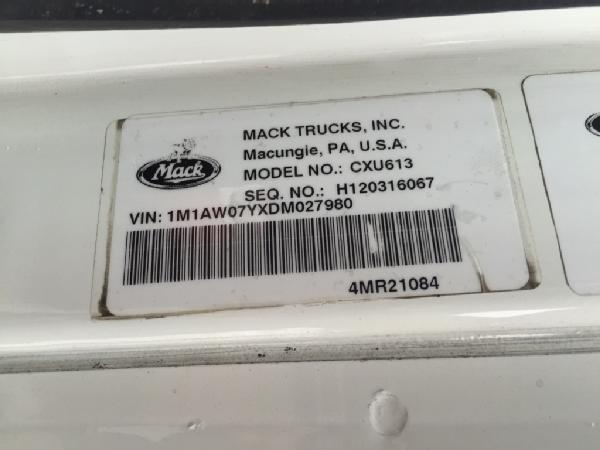 MACK TRUCKS, INC.
Macungie, PA, U.S.A.
Mack
MODEL NO.: CXU613
SEQ. NO.: H120316067
VIN: 1M1AW07YXDM027980
4MR21084